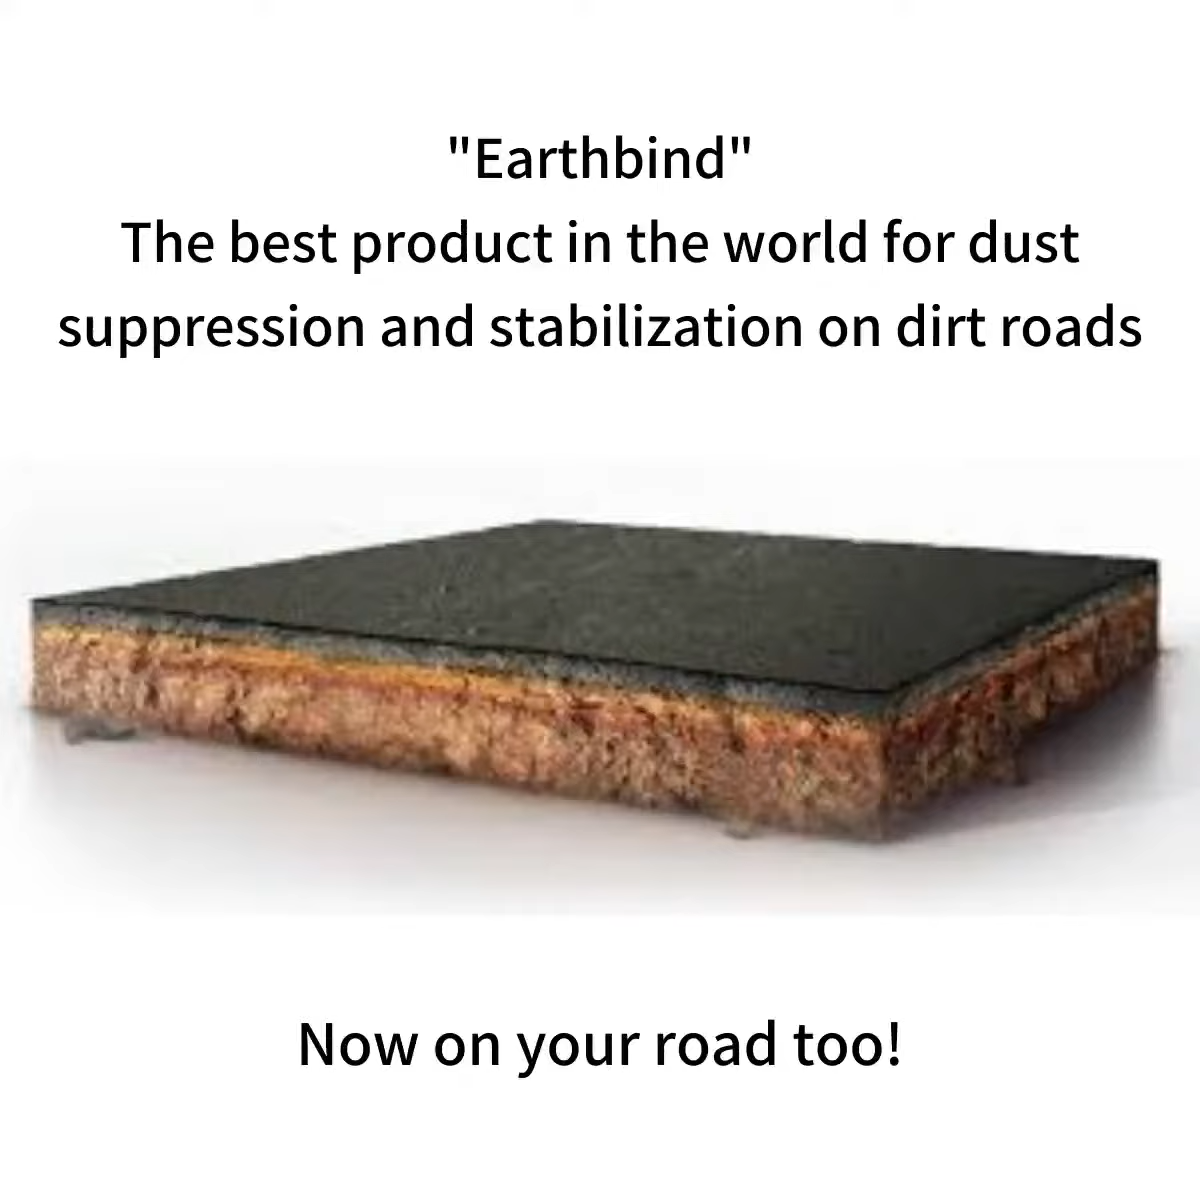 "Earthbind"
The best product in the world for dust
suppression and stabilization on dirt roads
Now on your road too!